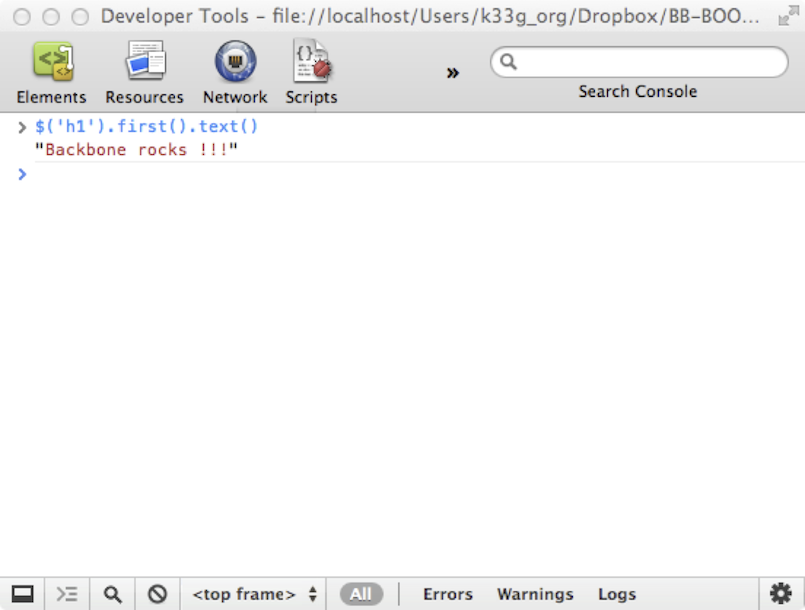 Developer Tools – file://localhost/Users/k33g_org/Dropbox/BB-BOO...
Elements Resources Network Scripts » Search Console
> $('h1').first().text()
"Backbone rocks !!!"
>
<top frame> All Errors Warnings Logs